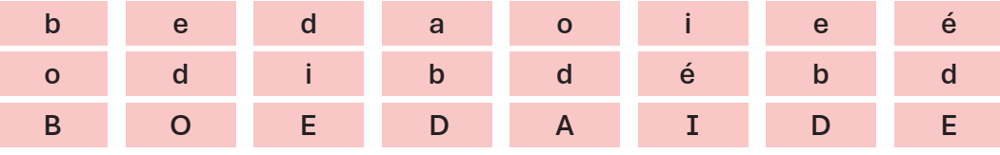 b e d a o i e é
o d i b d é b d
B O E D A I D E